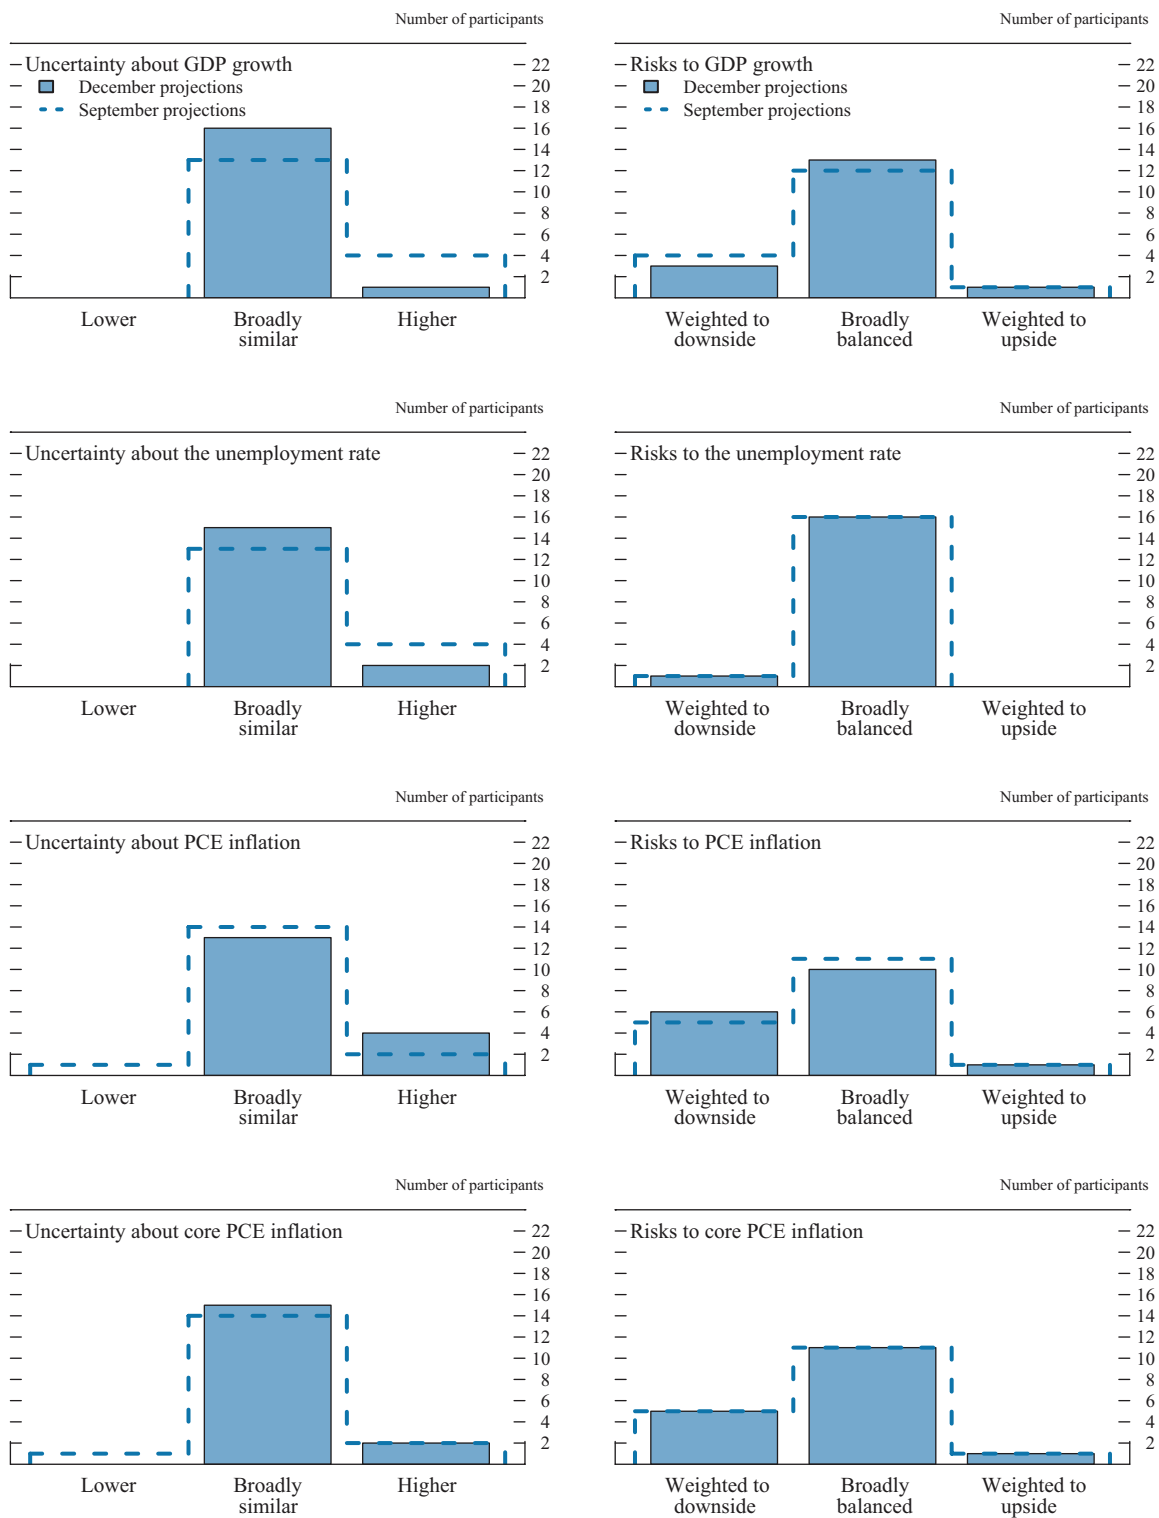 Number of participants
Uncertainty about GDP growth
December projections
September projections
22
20
18
16
14
12
10
8
6
4
2
Lower
Broadly
similar
Higher
Number of participants
Risks to GDP growth
December projections
September projections
22
20
18
16
14
12
10
8
6
4
2
Weighted to
downside
Broadly
balanced
Weighted to
upside
Number of participants
Uncertainty about the unemployment rate
22
20
18
16
14
12
10
8
6
4
2
Lower
Broadly
similar
Higher
Number of participants
Risks to the unemployment rate
22
20
18
16
14
12
10
8
6
4
2
Weighted to
downside
Broadly
balanced
Weighted to
upside
Number of participants
Uncertainty about PCE inflation
22
20
18
16
14
12
10
8
6
4
2
Lower
Broadly
similar
Higher
Number of participants
Risks to PCE inflation
22
20
18
16
14
12
10
8
6
4
2
Weighted to
downside
Broadly
balanced
Weighted to
upside
Number of participants
Uncertainty about core PCE inflation
22
20
18
16
14
12
10
8
6
4
2
Lower
Broadly
similar
Higher
Number of participants
Risks to core PCE inflation
22
20
18
16
14
12
10
8
6
4
2
Weighted to
downside
Broadly
balanced
Weighted to
upside